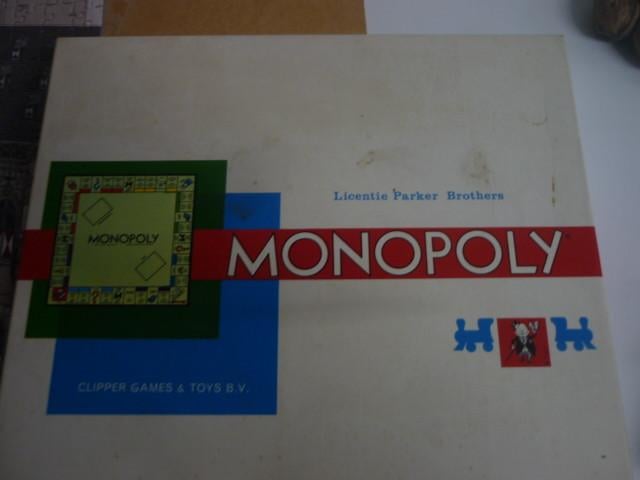 Licentie Parker Brothers
MONOPOLY
MONOPOLY
CLIPPER GAMES & TOYS B.V.